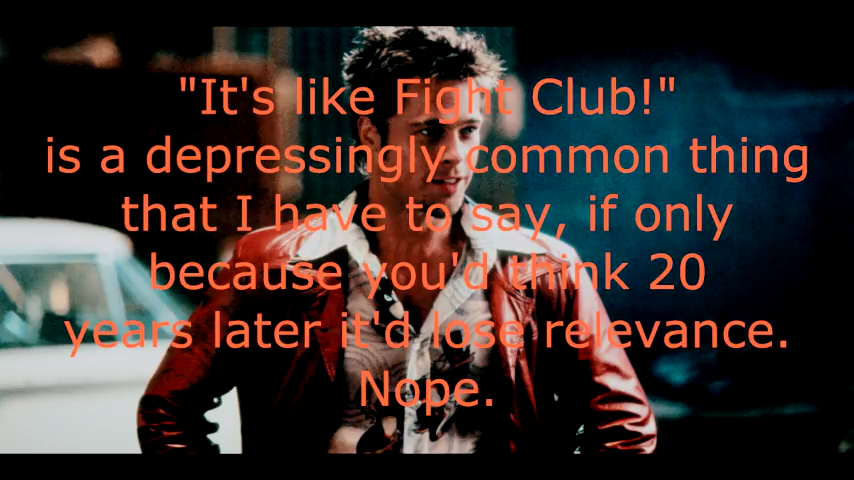 "It's like Fight Club!"
is a depressingly common thing
that I have to say, if only
because you'd think 20
years later it'd lose relevance.
Nope.